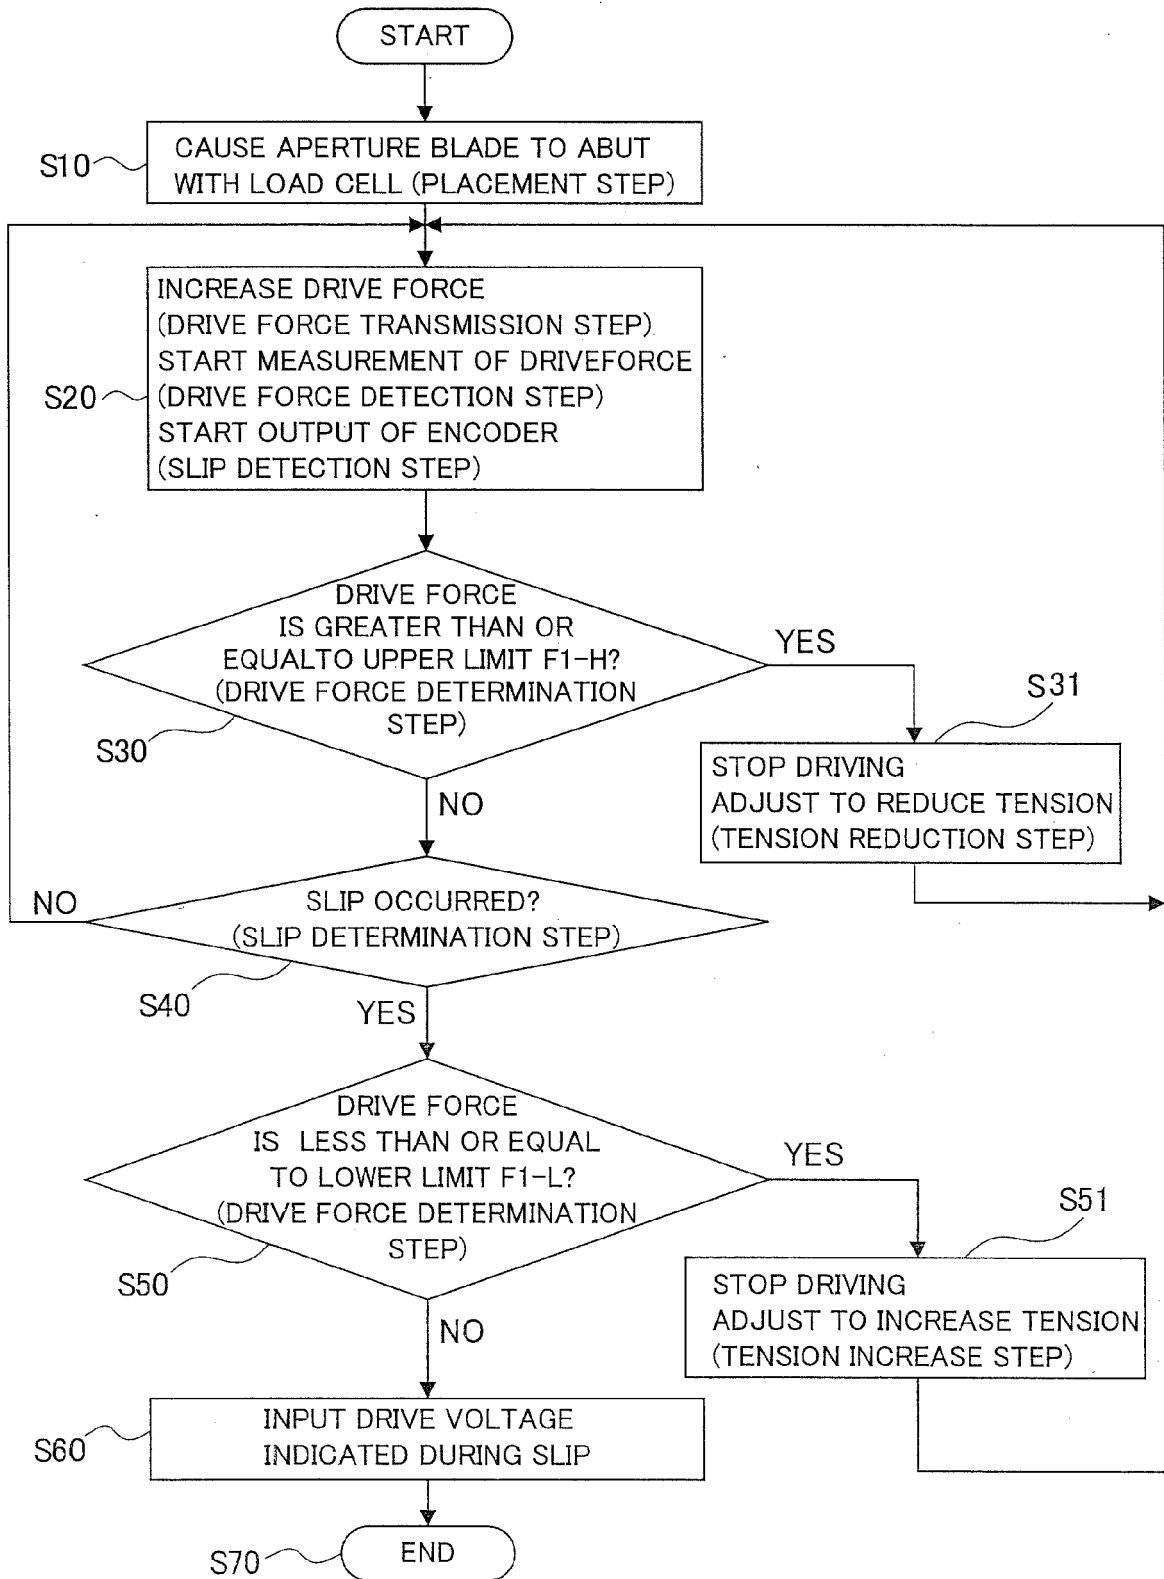 START
S10
CAUSE APERTURE BLADE TO ABUT
WITH LOAD CELL (PLACEMENT STEP)
S20
INCREASE DRIVE FORCE
(DRIVE FORCE TRANSMISSION STEP)
START MEASUREMENT OF DRIVEFORCE
(DRIVE FORCE DETECTION STEP)
START OUTPUT OF ENCODER
(SLIP DETECTION STEP)
DRIVE FORCE
IS GREATER THAN OR
EQUALTO UPPER LIMIT F1-H?
(DRIVE FORCE DETERMINATION
STEP)
S30
YES
NO
S31
STOP DRIVING
ADJUST TO REDUCE TENSION
(TENSION REDUCTION STEP)
NO
SLIP OCCURRED?
(SLIP DETERMINATION STEP)
S40
YES
DRIVE FORCE
IS LESS THAN OR EQUAL
TO LOWER LIMIT F1-L?
(DRIVE FORCE DETERMINATION
STEP)
S50
YES
NO
S51
STOP DRIVING
ADJUST TO INCREASE TENSION
(TENSION INCREASE STEP)
S60
INPUT DRIVE VOLTAGE
INDICATED DURING SLIP
S70
END